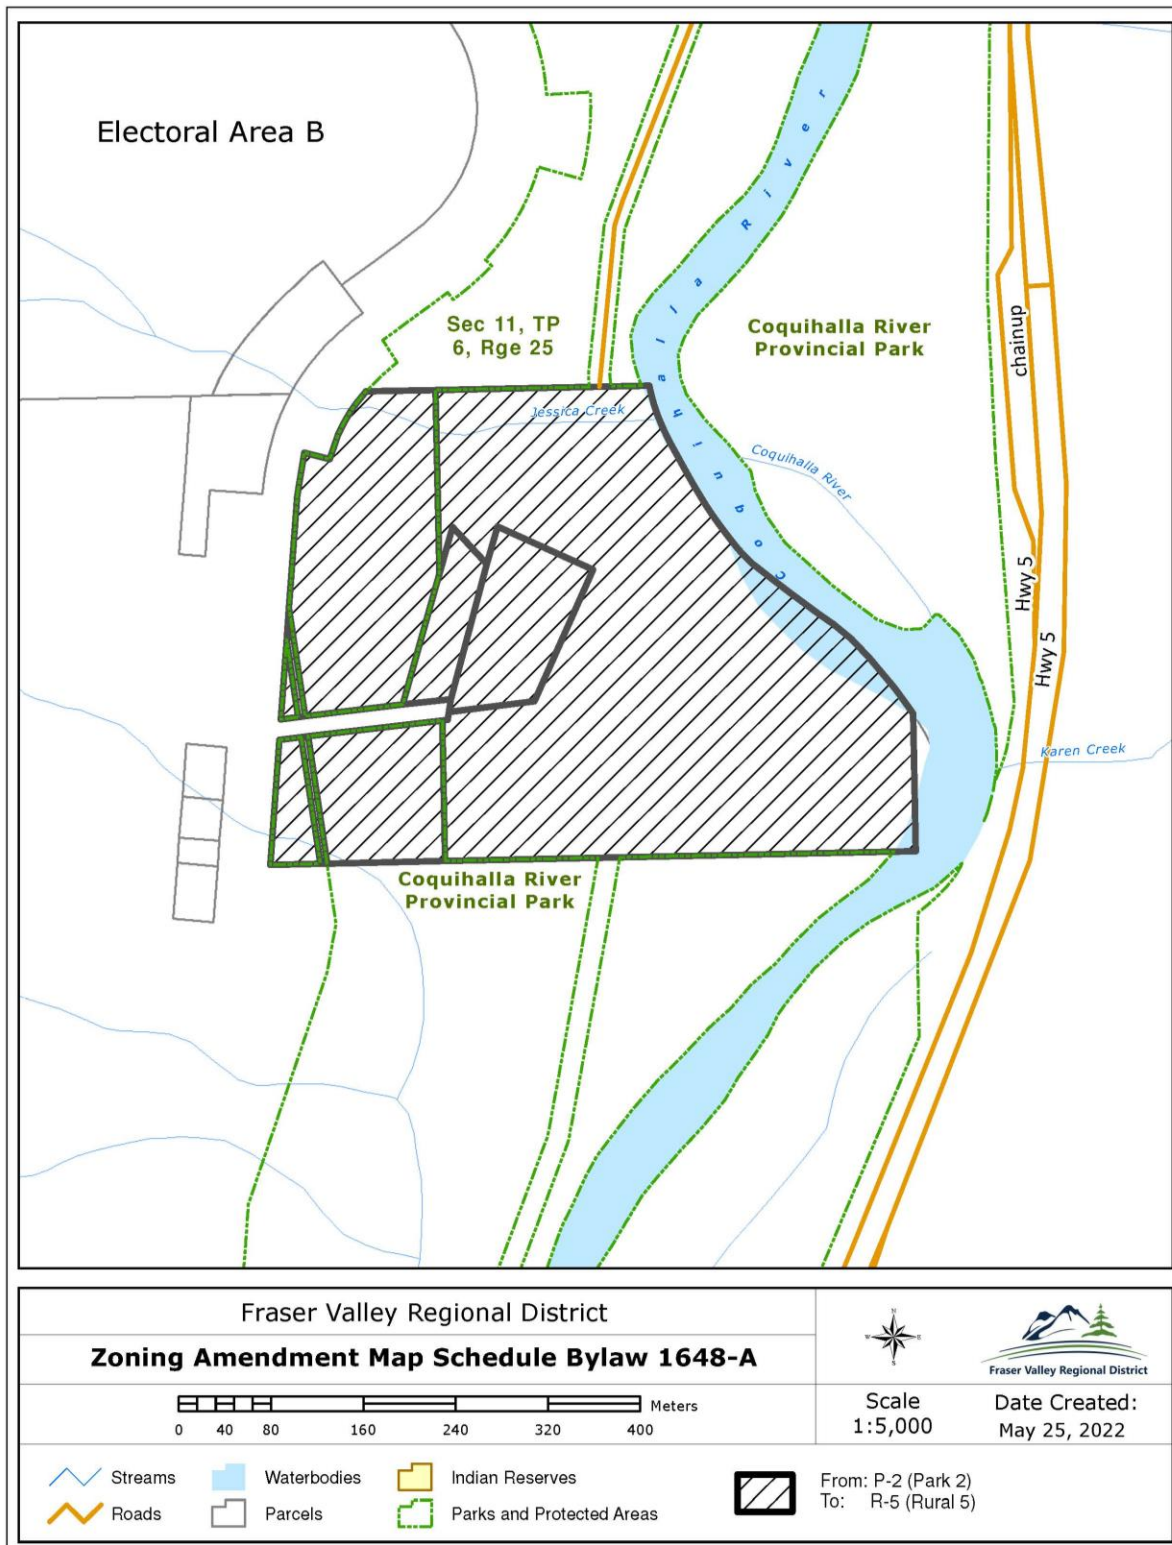 Electoral Area B
Coquihalla River
Sec 11, TP
6, Rge 25
Coquihalla River
Provincial Park
chainup
Jessica Creek
Coquihalla River
Hwy 5
Hwy 5
Karen Creek
Coquihalla River
Provincial Park
Fraser Valley Regional District
Zoning Amendment Map Schedule Bylaw 1648-A
N
W E
S
Fraser Valley Regional District
0 40 80 160 240 320 400 Meters
Scale
1:5,000
Date Created:
May 25, 2022
Streams
Waterbodies
Indian Reserves
Roads
Parcels
Parks and Protected Areas
From: P-2 (Park 2)
To: R-5 (Rural 5)